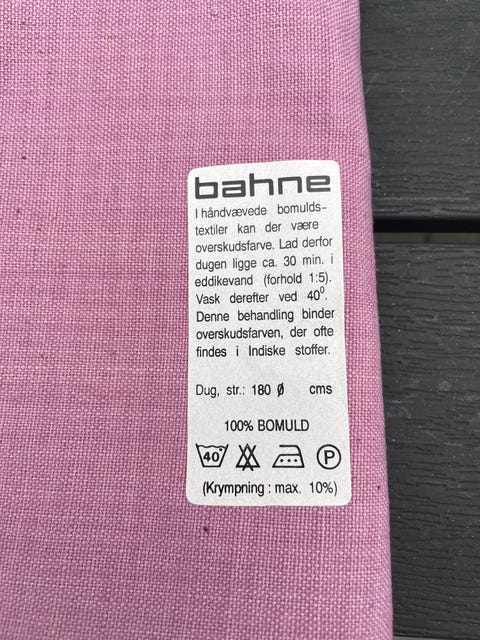 bahne
I håndvævede bomulds-
textiler kan der være
overskudsfarve. Lad derfor
dugen ligge ca. 30 min. i
eddikevand (forhold 1:5).
Vask derefter ved 40⁰.
Denne behandling binder
overskudsfarven, der ofte
findes i Indiske stoffer.
Dug, str.: 180 Ø cms
100% BOMULD
40° P
(Krympning : max. 10%)